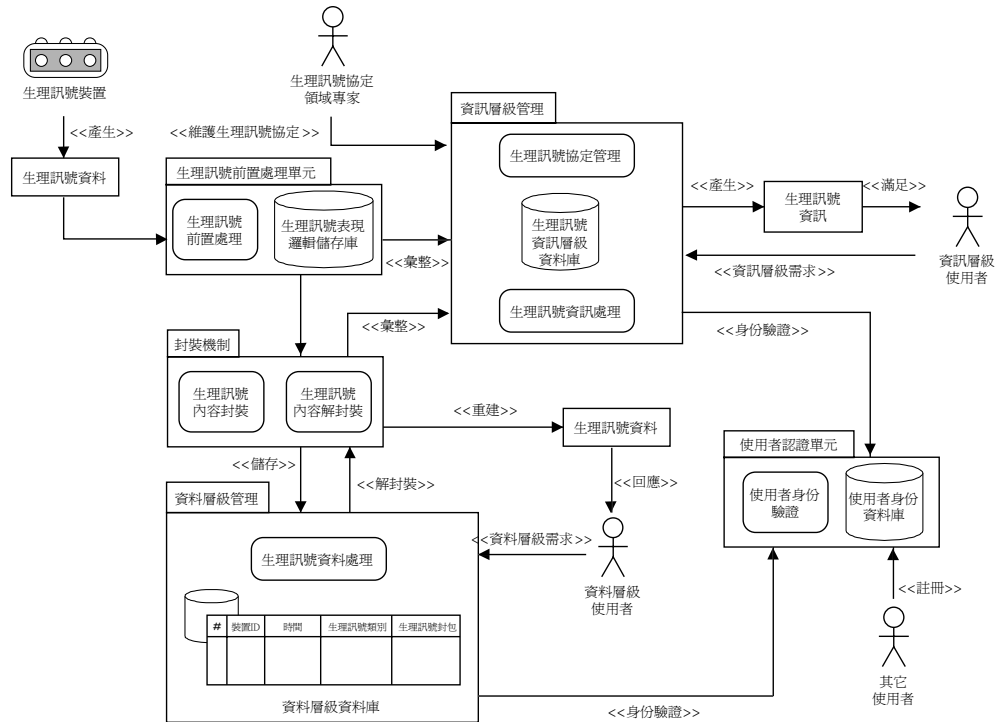 生理訊號裝置
<<產生>>
生理訊號資料
生理訊號協定
領域專家
<<維護生理訊號協定>>
生理訊號前置處理單元
生理訊號
前置處理
生理訊號表現
邏輯儲存庫
<<彙整>>
資訊層級管理
生理訊號協定管理
生理訊號
資訊層級
資料庫
生理訊號資訊處理
<<產生>>
生理訊號
資訊
<<滿足>>
資訊層級
使用者
<<資訊層級需求>>
<<彙整>>
<<身份驗證>>
封裝機制
生理訊號
內容封裝
生理訊號
內容解封裝
<<重建>>
生理訊號資料
<<回應>>
<<儲存>>
<<解封裝>>
資料層級管理
生理訊號資料處理
<<資料層級需求>>
資料層級
使用者
使用者認證單元
使用者身份
驗證
使用者身份
資料庫
<<註冊>>
其它
使用者
# 裝置ID 時間 生理訊號類別 生理訊號封包
資料層級資料庫
<<身份驗證>>